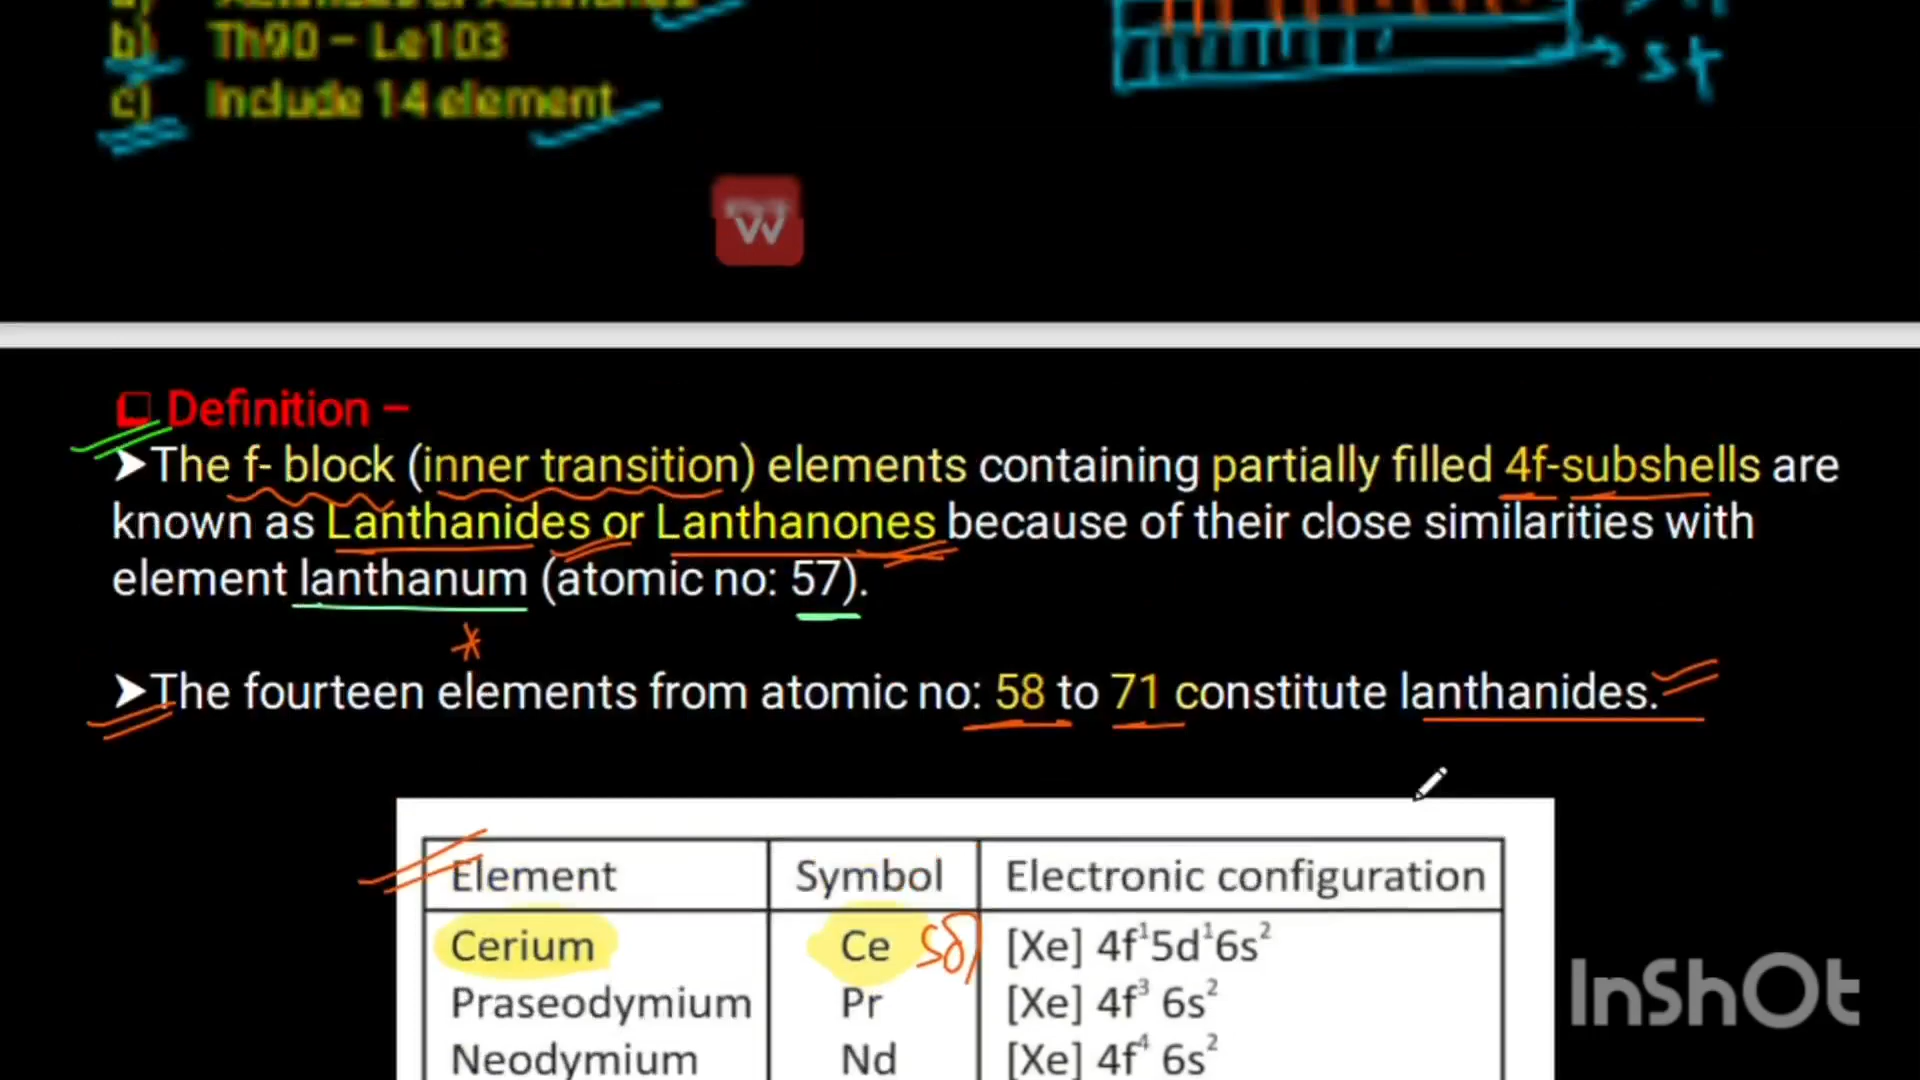 b) Th90 – Le103
c) Include 14 element
5f
W
Definition –
➤The f- block (inner transition) elements containing partially filled 4f-subshells are
known as Lanthanides or Lanthanones because of their close similarities with
element lanthanum (atomic no: 57).
➤The fourteen elements from atomic no: 58 to 71 constitute lanthanides.
Element Symbol Electronic configuration
Cerium Ce 58 [Xe] 4f¹5d¹6s²
Praseodymium Pr [Xe] 4f³ 6s²
Neodymium Nd [Xe] 4f⁴ 6s²
InShOt